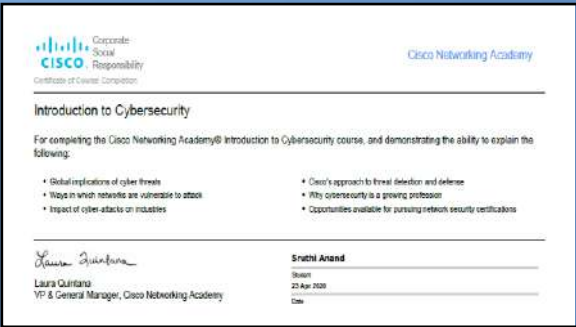 Corporate
Social
CISCO. Responsibility
Certificate of Course Completion
Cisco Networking Academy
Introduction to Cybersecurity
For completing the Cisco Networking Academy® Introduction to Cybersecurity course, and demonstrating the ability to explain the
following:
• Global implications of cyber threats
• Ways in which networks are vulnerable to attack
• Impact of cyber-attacks on industries
• Cisco's approach to threat detection and defense
• Why cybersecurity is a growing profession
• Opportunities available for pursuing network security certifications
Laura Quintana
Laura Quintana
VP & General Manager, Cisco Networking Academy
Sruthi Anand
Student
23 Apr 2020
Date